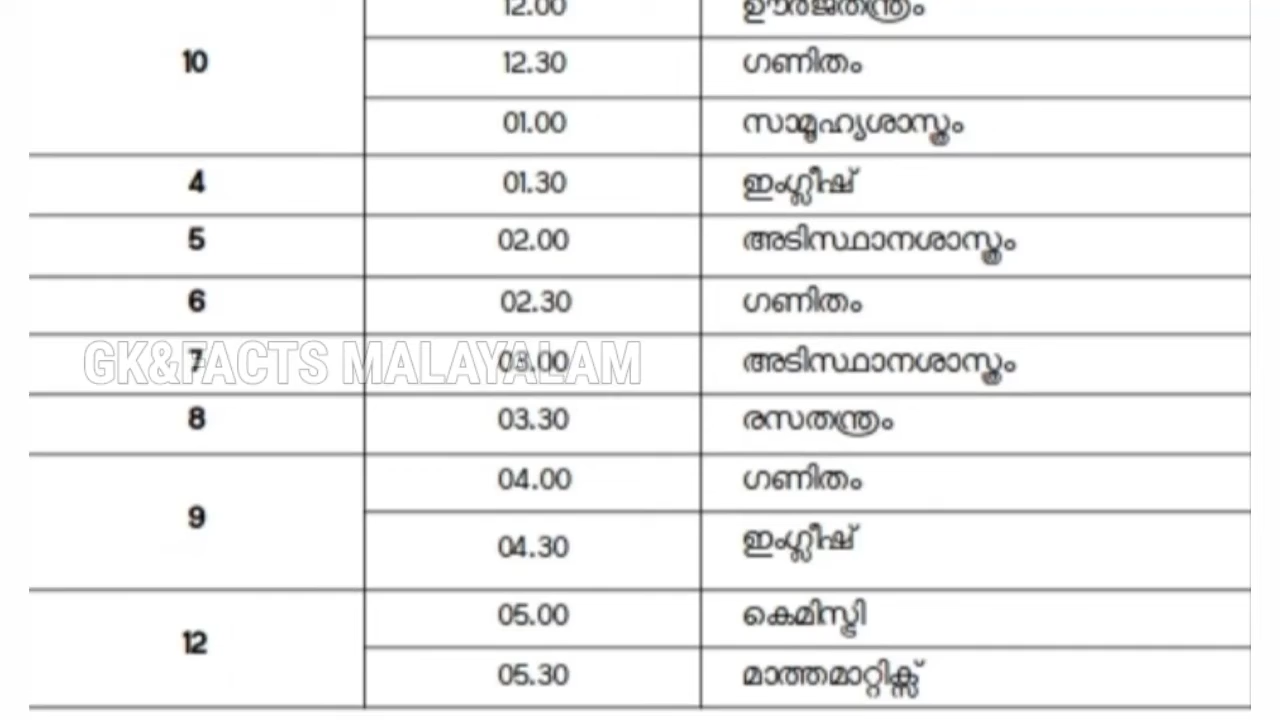 12.00 ഊർജതന്ത്രം
10 12.30 ഗണിതം
01.00 സാമൂഹ്യശാസ്ത്രം
4 01.30 ഇംഗ്ലീഷ്
5 02.00 അടിസ്ഥാനശാസ്ത്രം
6 02.30 ഗണിതം
7 03.00 അടിസ്ഥാനശാസ്ത്രം
GK&FACTS MALAYALAM
8 03.30 രസതന്ത്രം
9 04.00 ഗണിതം
04.30 ഇംഗ്ലീഷ്
12 05.00 കെമിസ്ട്രി
05.30 മാത്തമാറ്റിക്സ്